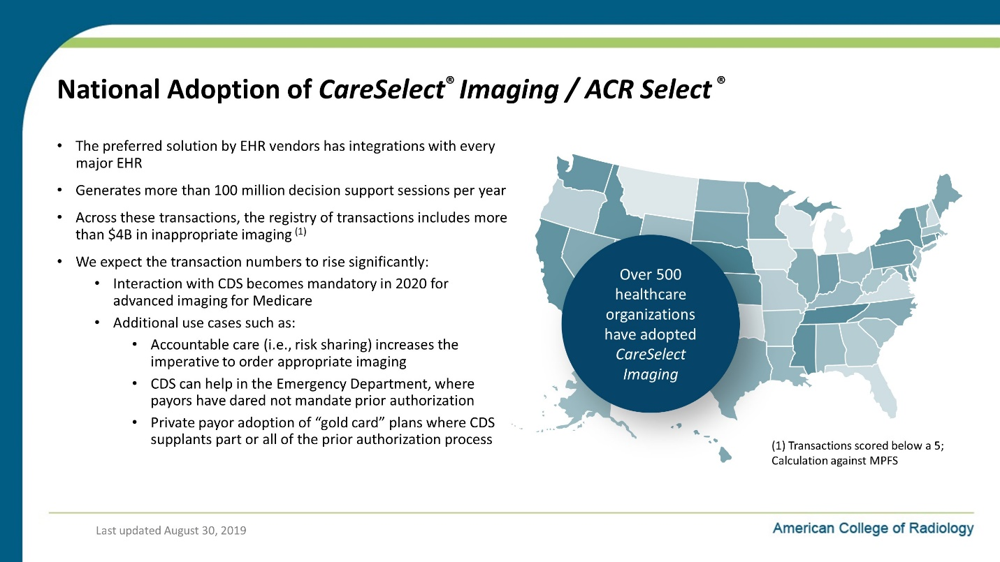 National Adoption of CareSelect® Imaging / ACR Select ®
• The preferred solution by EHR vendors has integrations with every
major EHR
• Generates more than 100 million decision support sessions per year
• Across these transactions, the registry of transactions includes more
than $4B in inappropriate imaging (1)
• We expect the transaction numbers to rise significantly:
• Interaction with CDS becomes mandatory in 2020 for
advanced imaging for Medicare
• Additional use cases such as:
• Accountable care (i.e., risk sharing) increases the
imperative to order appropriate imaging
• CDS can help in the Emergency Department, where
payors have dared not mandate prior authorization
• Private payor adoption of “gold card” plans where CDS
supplants part or all of the prior authorization process
Over 500
healthcare
organizations
have adopted
CareSelect
Imaging
(1) Transactions scored below a 5;
Calculation against MPFS
Last updated August 30, 2019
American College of Radiology